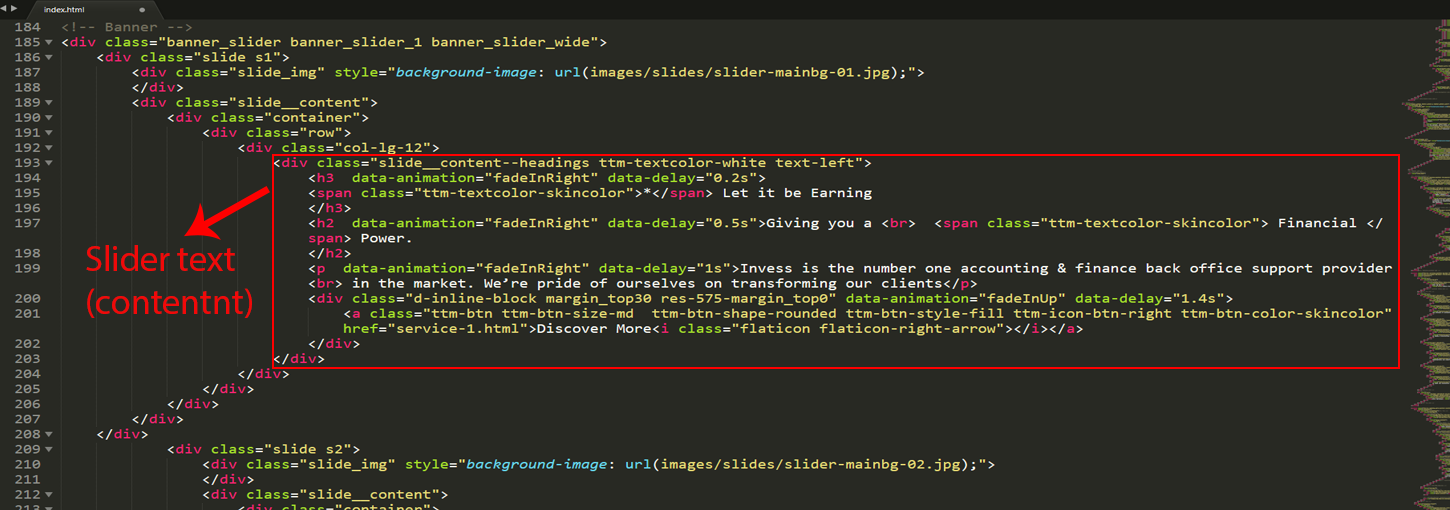 index.html
184 <!-- Banner -->
185 <div class="banner_slider banner_slider_1 banner_slider_wide">
186 <div class="slide s1">
187 <div class="slide_img" style="background-image: url(images/slides/slider-mainbg-01.jpg);">
188 </div>
189 <div class="slide__content">
190 <div class="container">
191 <div class="row">
192 <div class="col-lg-12">
193 <div class="slide__content--headings ttm-textcolor-white text-left">
194 <h3  data-animation="fadeInRight" data-delay="0.2s">
195 <span class="ttm-textcolor-skincolor">*</span> Let it be Earning
196 </h3>
197 <h2  data-animation="fadeInRight" data-delay="0.5s">Giving you a <br>  <span class="ttm-textcolor-skincolor"> Financial </
span> Power.
198 </h2>
199 <p  data-animation="fadeInRight" data-delay="1s">Invess is the number one accounting & finance back office support provider
<br> in the market. We’re pride of ourselves on transforming our clients</p>
200 <div class="d-inline-block margin_top30 res-575-margin_top0" data-animation="fadeInUp" data-delay="1.4s">
201 <a class="ttm-btn ttm-btn-size-md  ttm-btn-shape-rounded ttm-btn-style-fill ttm-icon-btn-right ttm-btn-color-skincolor"
href="service-1.html">Discover More<i class="flaticon flaticon-right-arrow"></i></a>
202 </div>
203 </div>
204 </div>
205 </div>
206 </div>
207 </div>
208 </div>
209 <div class="slide s2">
210 <div class="slide_img" style="background-image: url(images/slides/slider-mainbg-02.jpg);">
211 </div>
212 <div class="slide__content">
213 <div class="container">
Slider text
(contentnt)